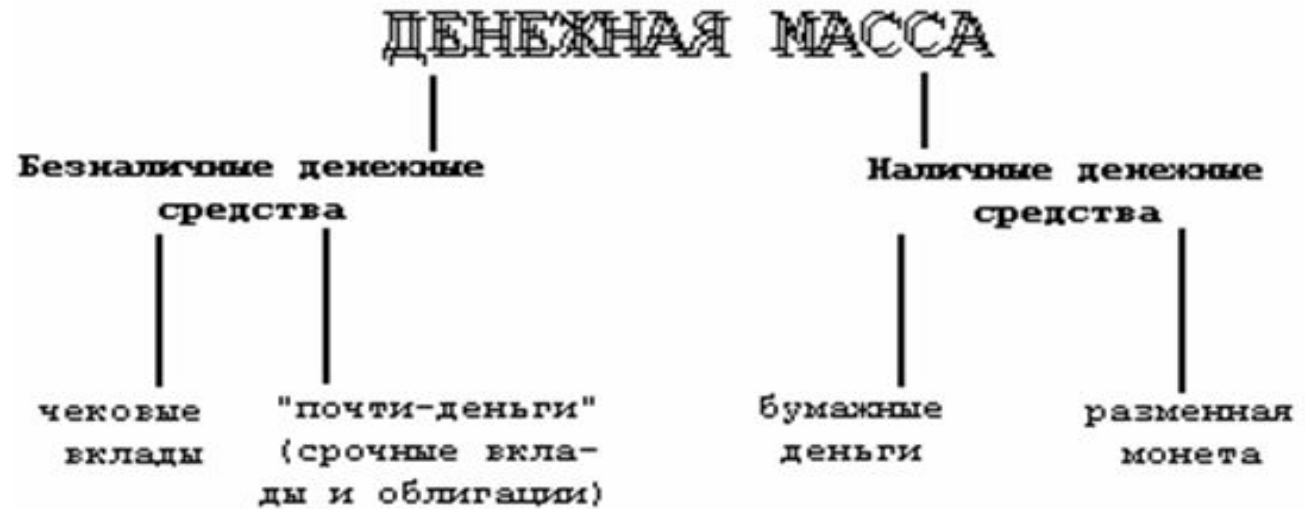 ДЕНЕЖНАЯ МАССА
Безналичные денежные
средства
Наличные денежные
средства
чековые
вклады
"почти-деньги"
(срочные вкла-
ды и облигации)
бумажные
деньги
разменная
монета